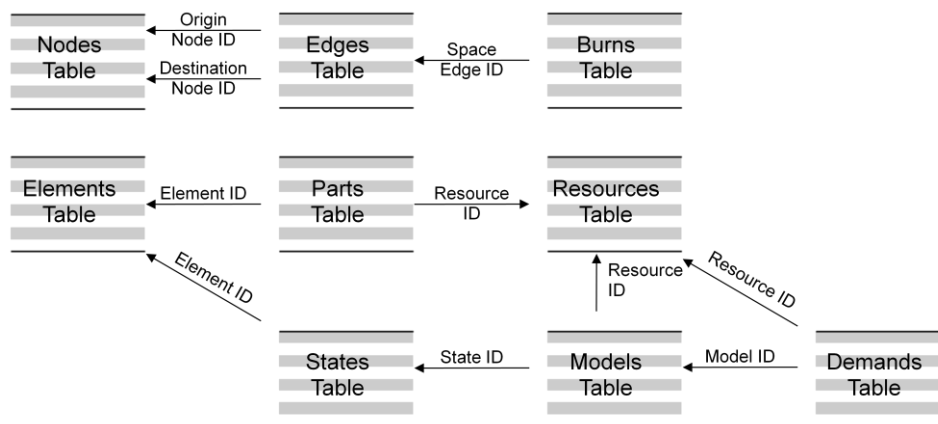 Origin
Node ID
Nodes
Table
Destination
Node ID
Edges
Table
Space
Edge ID
Burns
Table
Elements
Table
Element ID
Parts
Table
Resource
ID
Resources
Table
Element ID
Resource
ID
Resource ID
States
Table
State ID
Models
Table
Model ID
Demands
Table